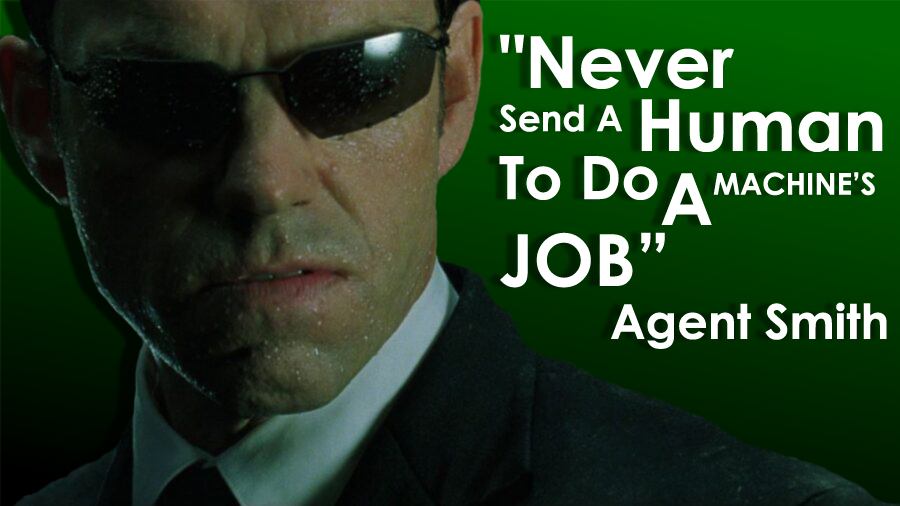 "Never
Send A Human
To Do A MACHINE'S
JOB”
Agent Smith